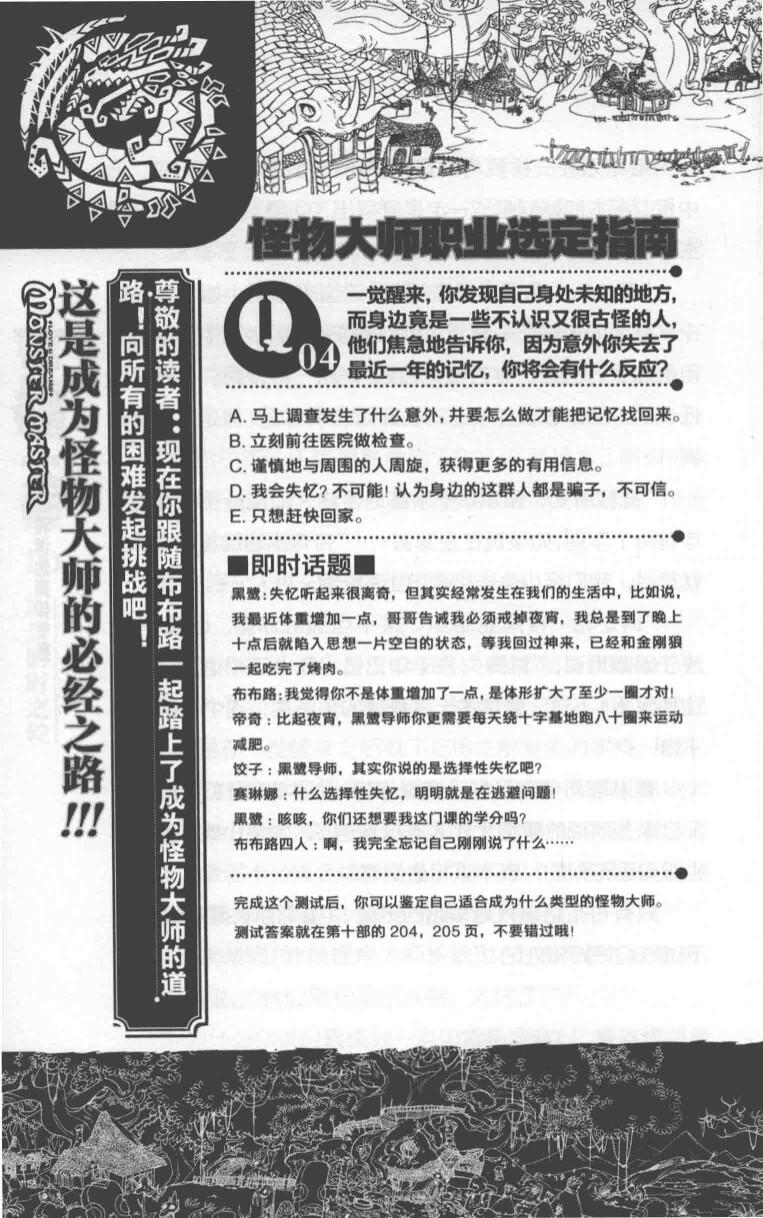 怪物大师职业选定指南
Q04
一觉醒来，你发现自己身处未知的地方，
而身边竟是一些不认识又很古怪的人，
他们焦急地告诉你，因为意外你失去了
最近一年的记忆，你将会有什么反应？
A. 马上调查发生了什么意外，并要怎么做才能把记忆找回来。
B. 立刻前往医院做检查。
C. 谨慎地与周围的人周旋，获得更多的有用信息。
D. 我会失忆？不可能！认为身边的这群人都是骗子，不可信。
E. 只想赶快回家。
■即时话题■
黑鹭：失忆听起来很离奇，但其实经常发生在我们的生活中，比如说，
我最近体重增加一点，哥哥告诫我必须戒掉夜宵，我总是到了晚上
十点后就陷入思想一片空白的状态，等我回过神来，已经和金刚狼
一起吃完了烤肉。
布布路：我觉得你不是体重增加了一点，是体形扩大了至少一圈才对！
帝奇：比起夜宵，黑鹭导师你更需要每天绕十字基地跑八十圈来运动
减肥。
饺子：黑鹭导师，其实你说的是选择性失忆吧？
赛琳娜：什么选择性失忆，明明就是在逃避问题！
黑鹭：咳咳，你们还想要我这门课的学分吗？
布布路四人：啊，我完全忘记自己刚刚说了什么……
完成这个测试后，你可以鉴定自己适合成为什么类型的怪物大师。
测试答案就在第十部的204，205页，不要错过哦！
尊敬的读者：现在你跟随布布路一起踏上了成为怪物大师的道
路！向所有的困难发起挑战吧！
这是成为怪物大师的必经之路!!!
LOVE & DREAMS
MONSTER MASTER